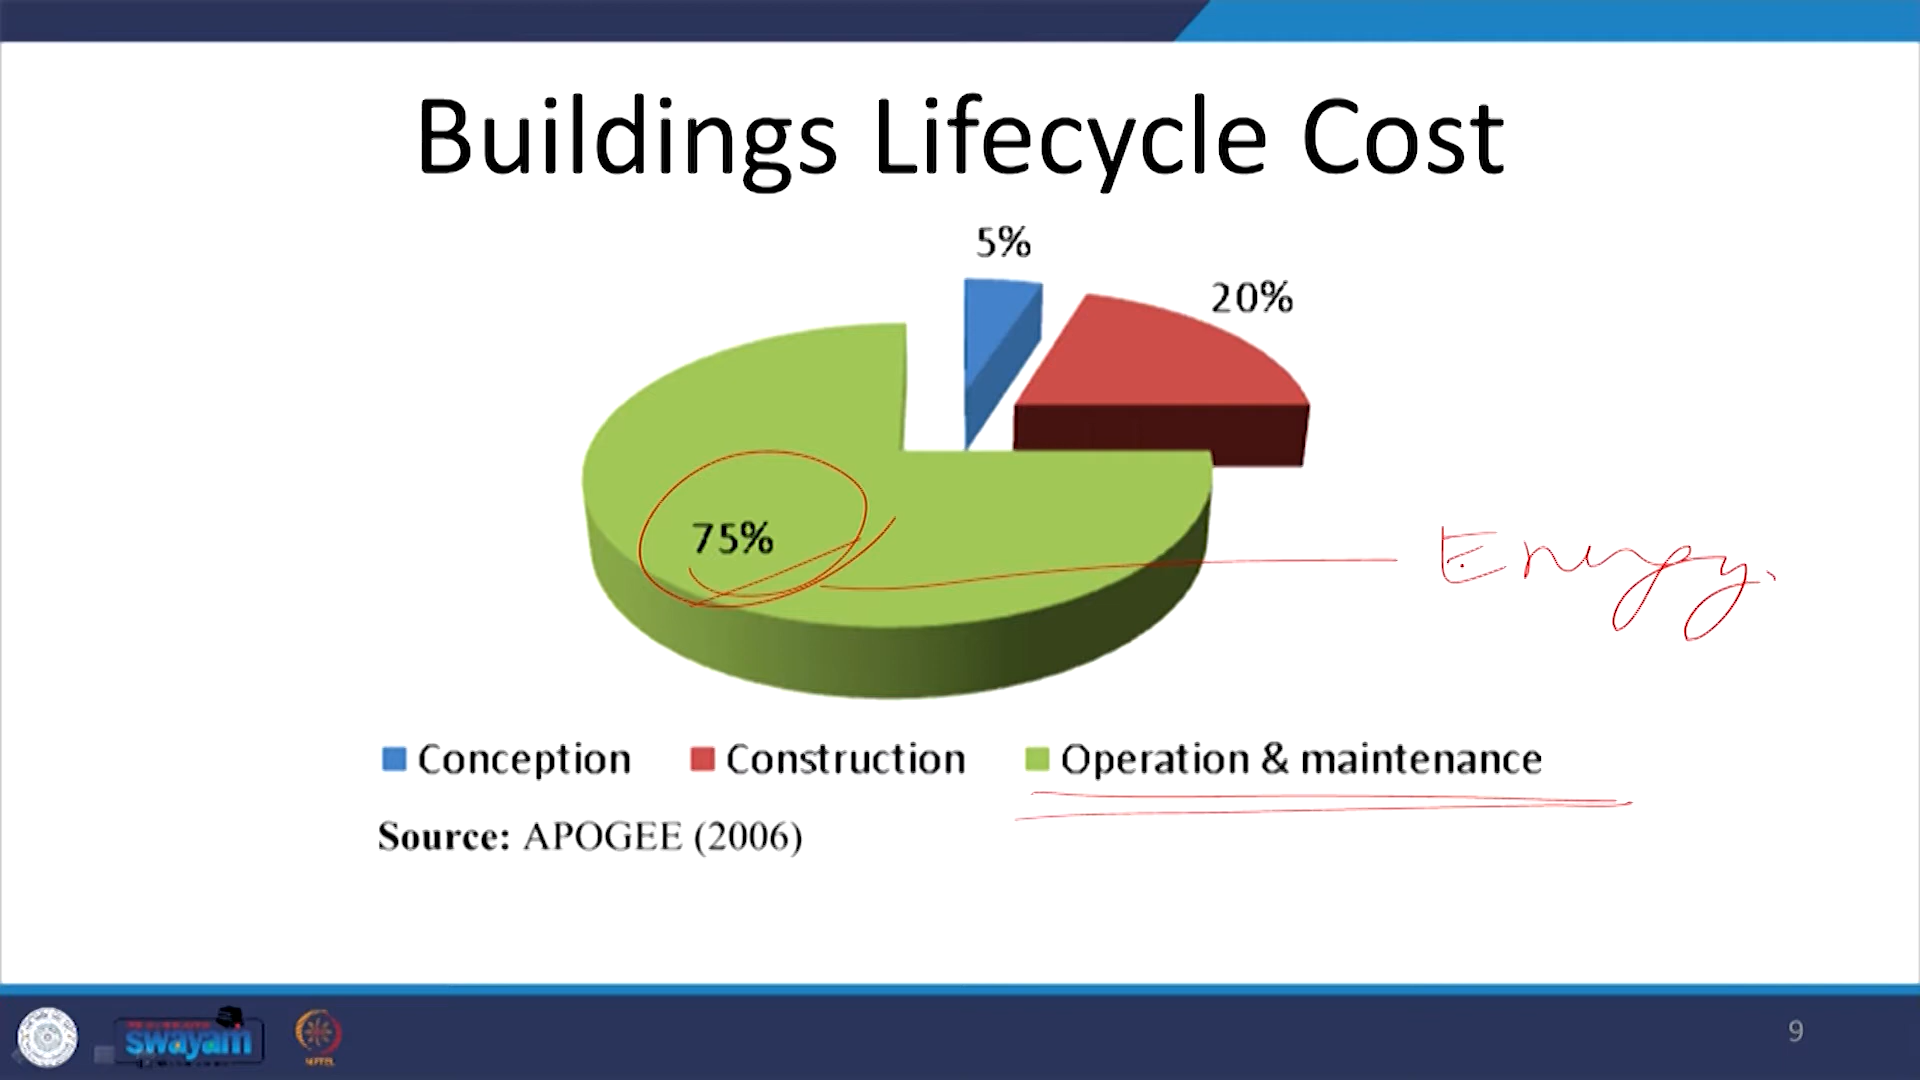 Buildings Lifecycle Cost
5%
20%
75%
Energy.
Conception Construction Operation & maintenance
Source: APOGEE (2006)
swayam
9